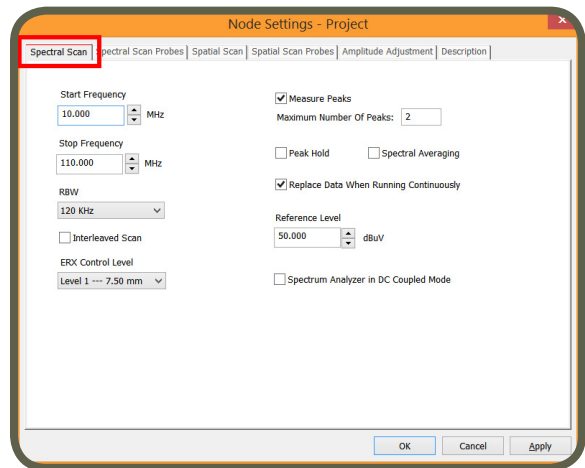 Node Settings - Project
Spectral Scan
Spectral Scan Probes
Spatial Scan
Spatial Scan Probes
Amplitude Adjustment
Description
Start Frequency
10.000
MHz
Stop Frequency
110.000
MHz
RBW
120 KHz
Interleaved Scan
ERX Control Level
Level 1 --- 7.50 mm
Measure Peaks
Maximum Number Of Peaks: 2
Peak Hold
Spectral Averaging
Replace Data When Running Continuously
Reference Level
50.000
dBuV
Spectrum Analyzer in DC Coupled Mode
OK
Cancel
Apply